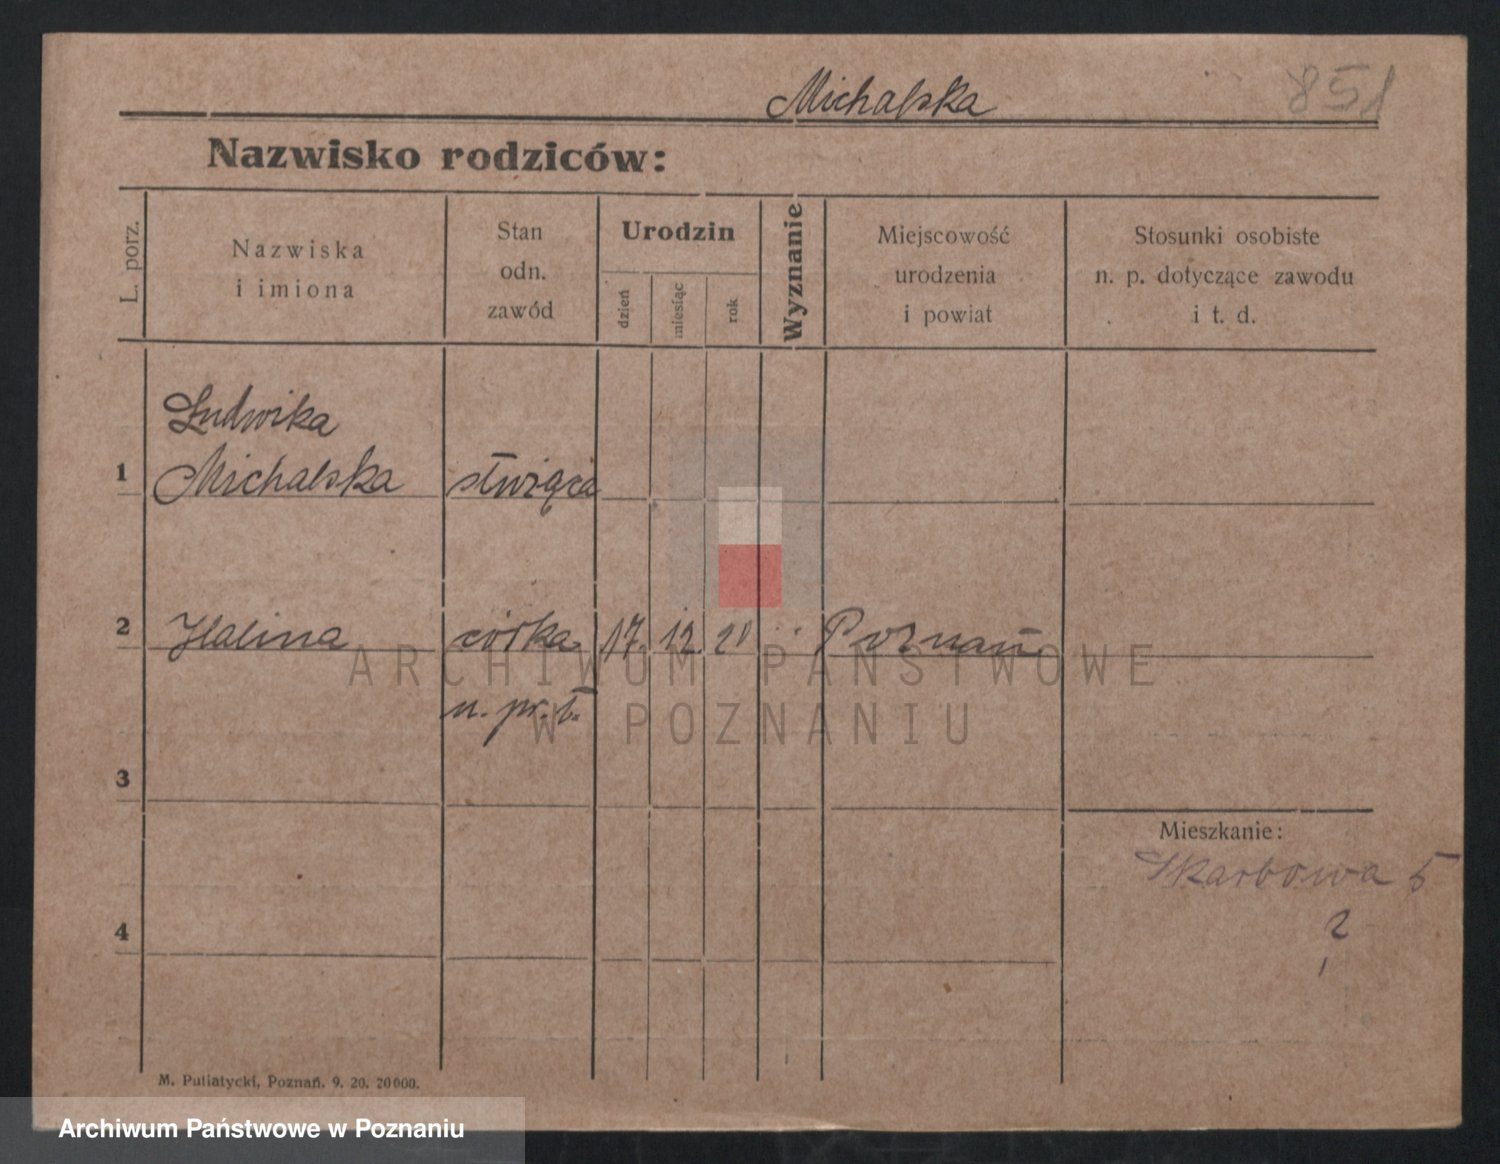 Michalska
851
Nazwisko rodziców:
L. porz.
Nazwiska
i imiona
Stan
odn.
zawód
Urodzin
dzień
miesiąc
rok
Wyznanie
Miejscowość
urodzenia
i powiat
Stosunki osobiste
n. p. dotyczące zawodu
i t. d.
Ludwika
1 Michalska służąca
2 Halina córka 17. 12. Poznań
n. pr. ł.
3
Mieszkanie:
Skarbowa 5
?
4
M. Putiatycki, Poznań. 9. 20. 20000.
ARCHIWUM PAŃSTWOWE
W POZNANIU
Archiwum Państwowe w Poznaniu